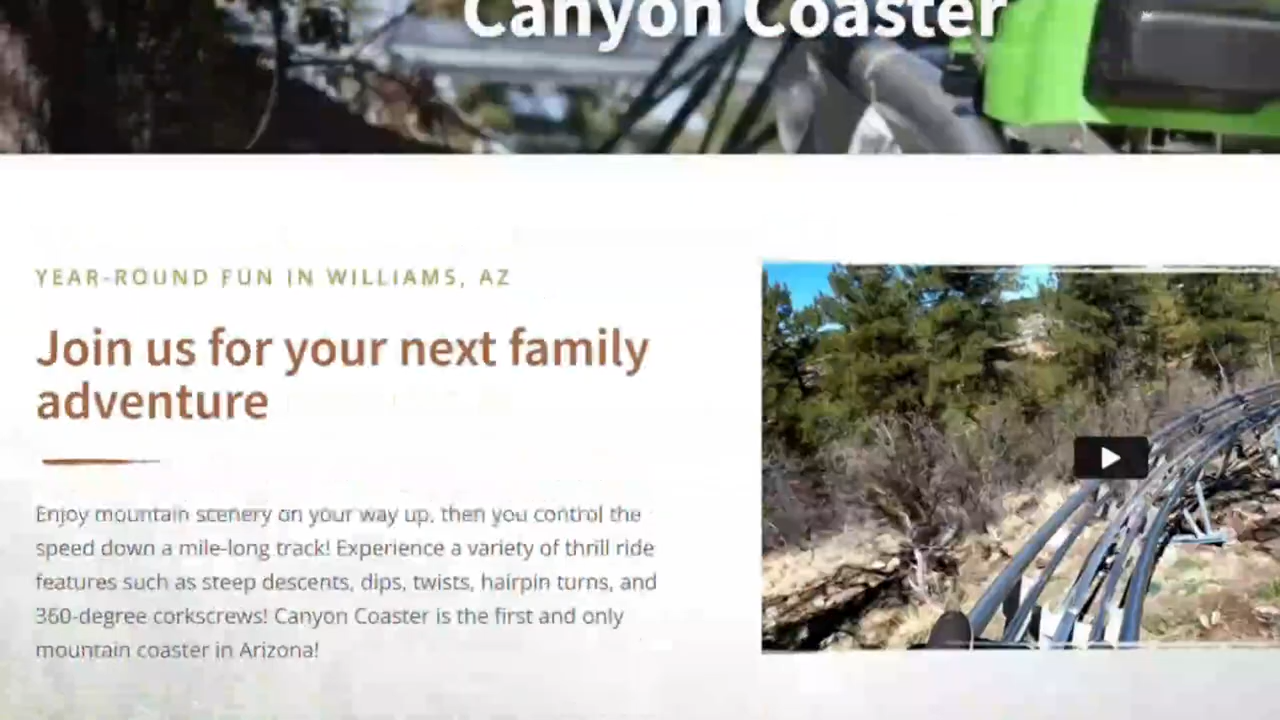 Canyon Coaster
YEAR-ROUND FUN IN WILLIAMS, AZ
Join us for your next family
adventure
Enjoy mountain scenery on your way up, then you control the
speed down a mile-long track! Experience a variety of thrill ride
features such as steep descents, dips, twists, hairpin turns, and
360-degree corkscrews! Canyon Coaster is the first and only
mountain coaster in Arizona!